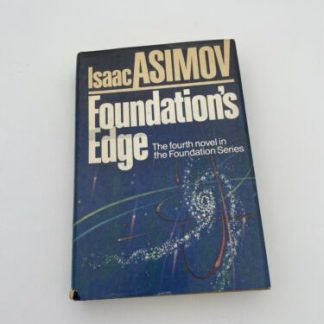 Isaac ASIMOV
Foundation's
Edge
The fourth novel in
the Foundation Series